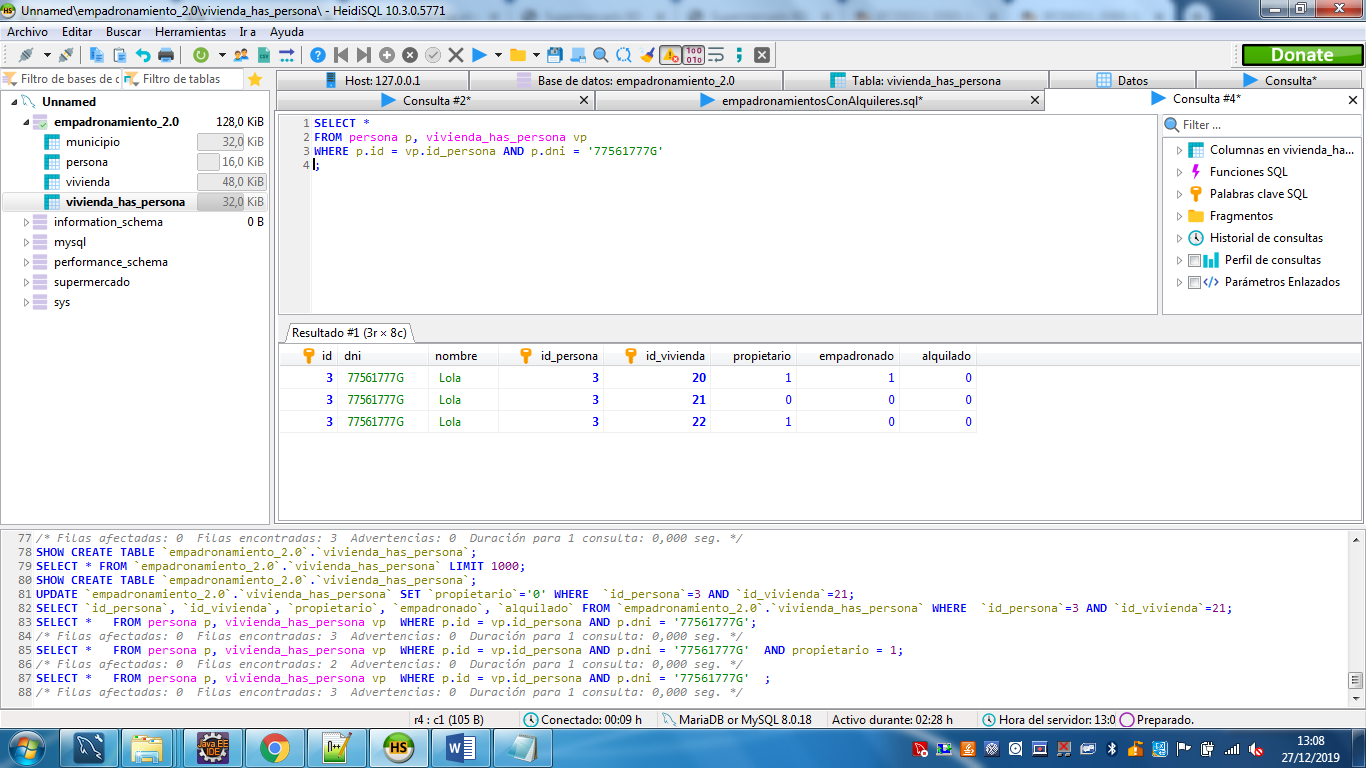 Unnamed\empadronamiento_2.0\vivienda_has_persona\ - HeidiSQL 10.3.0.5771
Archivo Editar Buscar Herramientas Ir a Ayuda
Donate
Filtro de bases de d Filtro de tablas
Host: 127.0.0.1 Base de datos: empadronamiento_2.0 Tabla: vivienda_has_persona Datos Consulta*
Consulta #2* empadronamientosConAlquileres.sql* Consulta #4*
Unnamed
empadronamiento_2.0 128,0 KiB
municipio 32,0 KiB
persona 16,0 KiB
vivienda 48,0 KiB
vivienda_has_persona 32,0 KiB
information_schema 0 B
mysql
performance_schema
supermercado
sys
1 SELECT *
2 FROM persona p, vivienda_has_persona vp
3 WHERE p.id = vp.id_persona AND p.dni = '77561777G'
4 ;
Filter ...
Columnas en vivienda_ha...
Funciones SQL
Palabras clave SQL
Fragmentos
Historial de consultas
Perfil de consultas
Parámetros Enlazados
Resultado #1 (3r × 8c)
id dni nombre id_persona id_vivienda propietario empadronado alquilado
3 77561777G Lola 3 20 1 1 0
3 77561777G Lola 3 21 0 0 0
3 77561777G Lola 3 22 1 0 0
77 /* Filas afectadas: 0 Filas encontradas: 3 Advertencias: 0 Duración para 1 consulta: 0,000 seg. */
78 SHOW CREATE TABLE `empadronamiento_2.0`.`vivienda_has_persona`;
79 SELECT * FROM `empadronamiento_2.0`.`vivienda_has_persona` LIMIT 1000;
80 SHOW CREATE TABLE `empadronamiento_2.0`.`vivienda_has_persona`;
81 UPDATE `empadronamiento_2.0`.`vivienda_has_persona` SET `propietario`='0' WHERE `id_persona`=3 AND `id_vivienda`=21;
82 SELECT `id_persona`, `id_vivienda`, `propietario`, `empadronado`, `alquilado` FROM `empadronamiento_2.0`.`vivienda_has_persona` WHERE `id_persona`=3 AND `id_vivienda`=21;
83 SELECT * FROM persona p, vivienda_has_persona vp WHERE p.id = vp.id_persona AND p.dni = '77561777G';
84 /* Filas afectadas: 0 Filas encontradas: 3 Advertencias: 0 Duración para 1 consulta: 0,000 seg. */
85 SELECT * FROM persona p, vivienda_has_persona vp WHERE p.id = vp.id_persona AND p.dni = '77561777G' AND propietario = 1;
86 /* Filas afectadas: 0 Filas encontradas: 2 Advertencias: 0 Duración para 1 consulta: 0,000 seg. */
87 SELECT * FROM persona p, vivienda_has_persona vp WHERE p.id = vp.id_persona AND p.dni = '77561777G' ;
88 /* Filas afectadas: 0 Filas encontradas: 3 Advertencias: 0 Duración para 1 consulta: 0,000 seg. */
r4 : c1 (105 B) Conectado: 00:09 h MariaDB or MySQL 8.0.18 Activo durante: 02:28 h Hora del servidor: 13:0 Preparado.
Java EE IDE HS W
13:08
27/12/2019